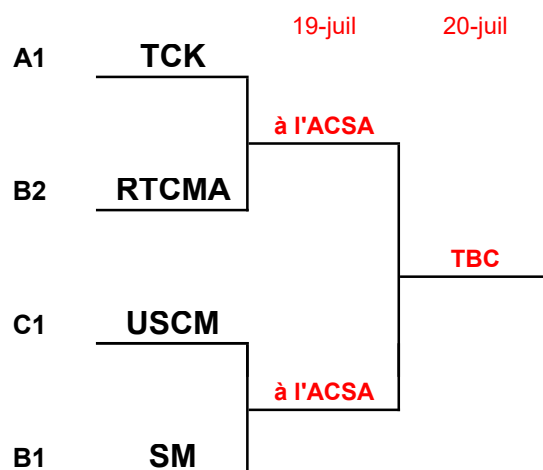 19-juil 20-juil
A1 TCK
à l'ACSA
B2 RTCMA
TBC
C1 USCM
à l'ACSA
B1 SM